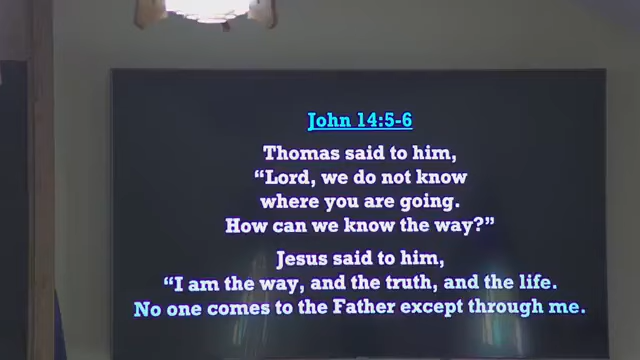 John 14:5-6
Thomas said to him,
“Lord, we do not know
where you are going.
How can we know the way?”
Jesus said to him,
“I am the way, and the truth, and the life.
No one comes to the Father except through me.